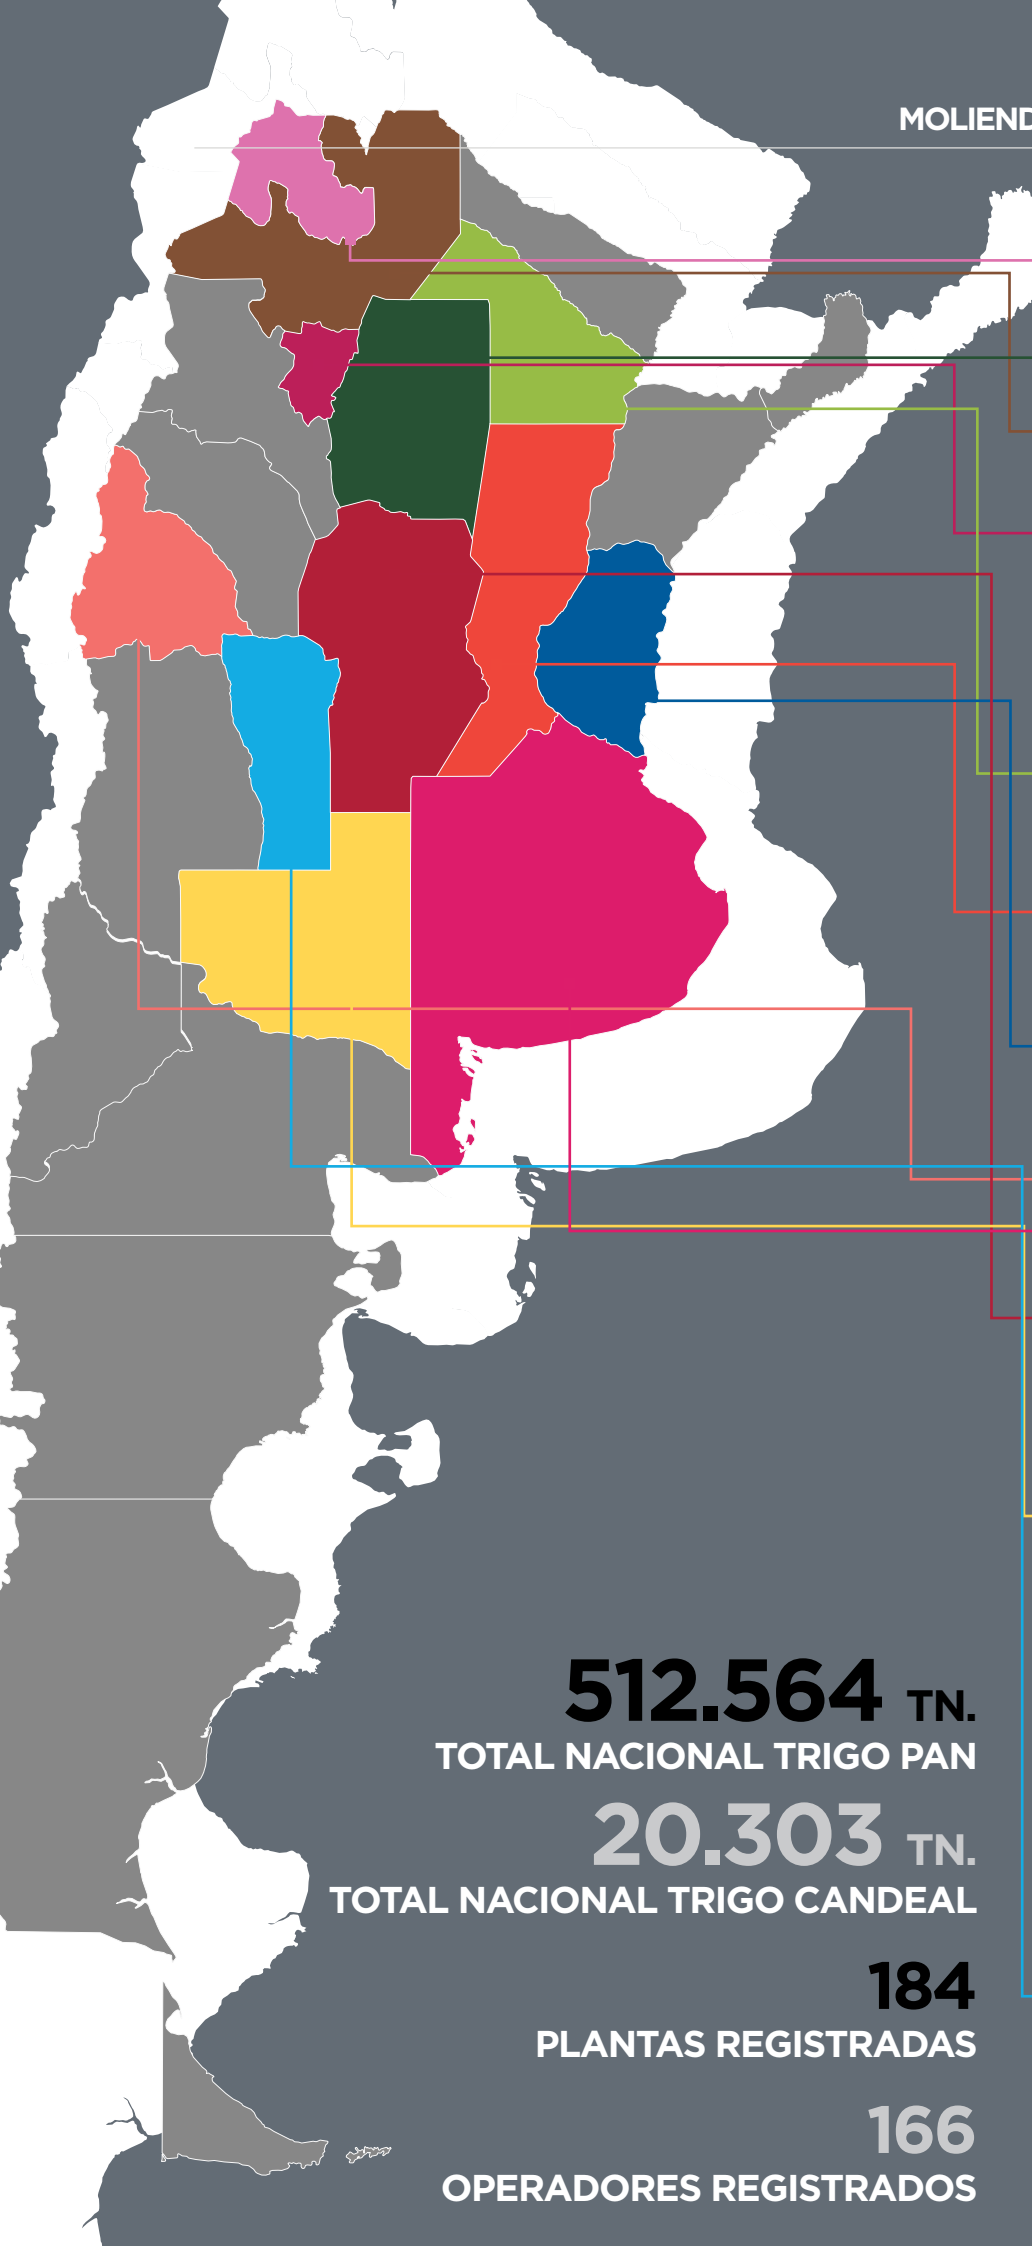 MOLIEND
512.564 TN.
TOTAL NACIONAL TRIGO PAN
20.303 TN.
TOTAL NACIONAL TRIGO CANDEAL
184
PLANTAS REGISTRADAS
166
OPERADORES REGISTRADOS